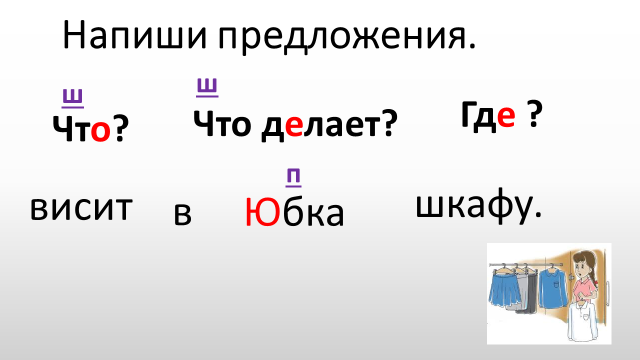 Напиши предложения.
ш ш
Что? Что делает? Где ?
п
висит в Юбка шкафу.